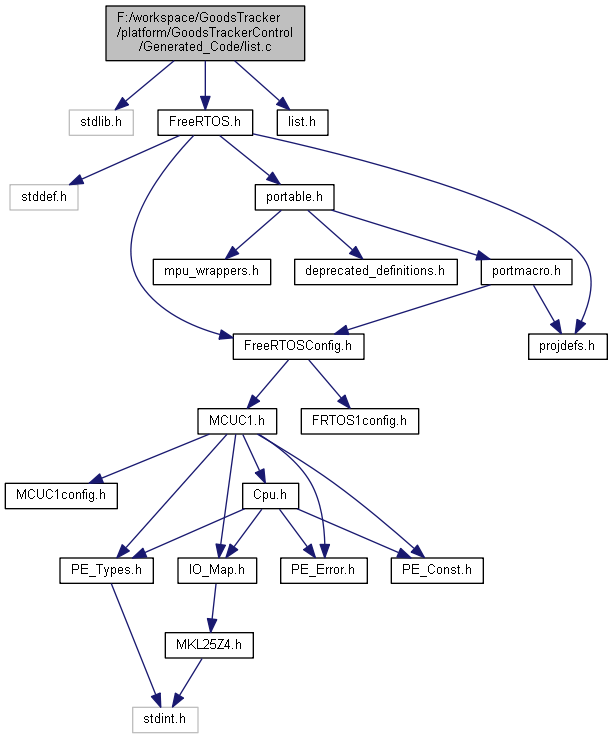 F:/workspace/GoodsTracker
/platform/GoodsTrackerControl
/Generated_Code/list.c
stdlib.h
FreeRTOS.h
list.h
stddef.h
portable.h
mpu_wrappers.h
deprecated_definitions.h
portmacro.h
FreeRTOSConfig.h
projdefs.h
MCUC1.h
FRTOS1config.h
MCUC1config.h
Cpu.h
PE_Types.h
IO_Map.h
PE_Error.h
PE_Const.h
MKL25Z4.h
stdint.h